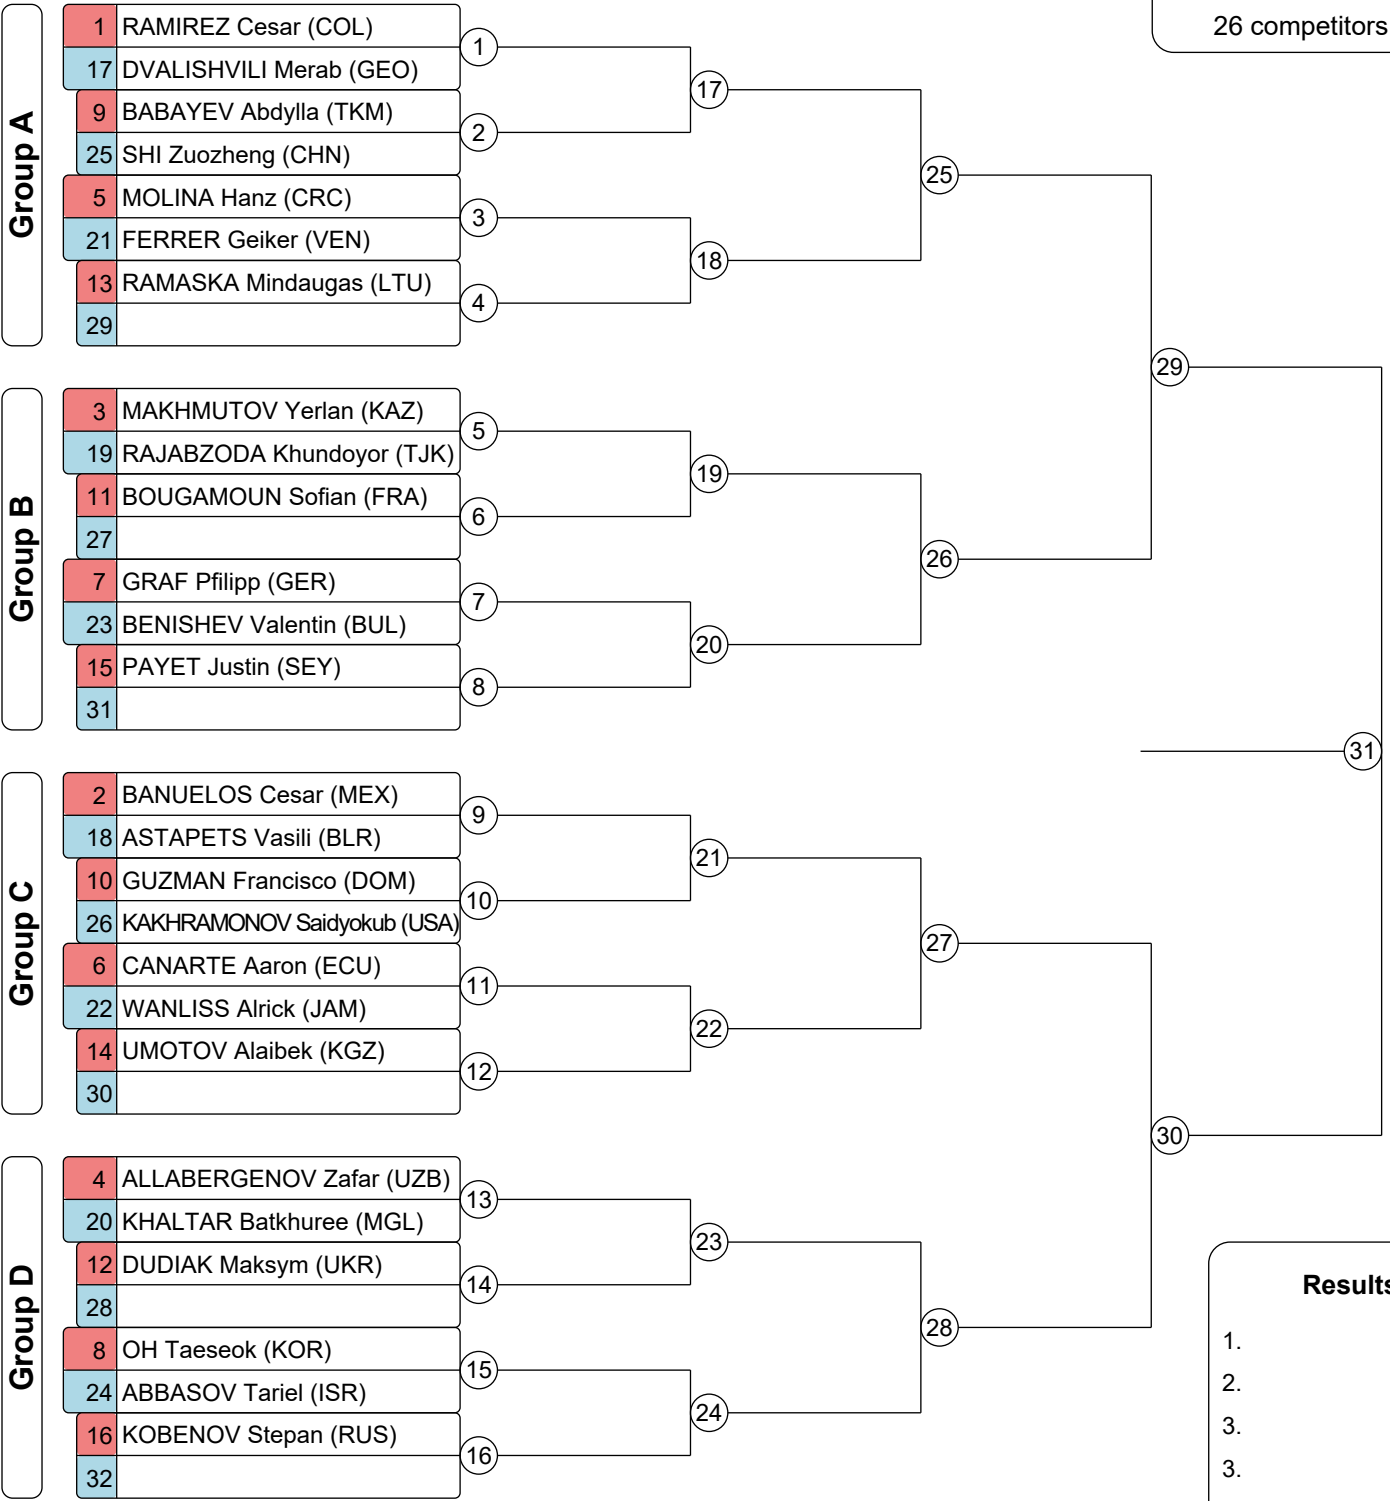 26 competitors
Group A
1 RAMIREZ Cesar (COL)
17 DVALISHVILI Merab (GEO)
9 BABAYEV Abdylla (TKM)
25 SHI Zuozheng (CHN)
5 MOLINA Hanz (CRC)
21 FERRER Geiker (VEN)
13 RAMASKA Mindaugas (LTU)
29
1
2
3
4
17
18
25
Group B
3 MAKHMUTOV Yerlan (KAZ)
19 RAJABZODA Khundoyor (TJK)
11 BOUGAMOUN Sofian (FRA)
27
7 GRAF Pfilipp (GER)
23 BENISHEV Valentin (BUL)
15 PAYET Justin (SEY)
31
5
6
7
8
19
20
26
29
Group C
2 BANUELOS Cesar (MEX)
18 ASTAPETS Vasili (BLR)
10 GUZMAN Francisco (DOM)
26 KAKHRAMONOV Saidyokub (USA)
6 CANARTE Aaron (ECU)
22 WANLISS Alrick (JAM)
14 UMOTOV Alaibek (KGZ)
30
9
10
11
12
21
22
27
Group D
4 ALLABERGENOV Zafar (UZB)
20 KHALTAR Batkhuree (MGL)
12 DUDIAK Maksym (UKR)
28
8 OH Taeseok (KOR)
24 ABBASOV Tariel (ISR)
16 KOBENOV Stepan (RUS)
32
13
14
15
16
23
24
28
30
31
Results
1.
2.
3.
3.